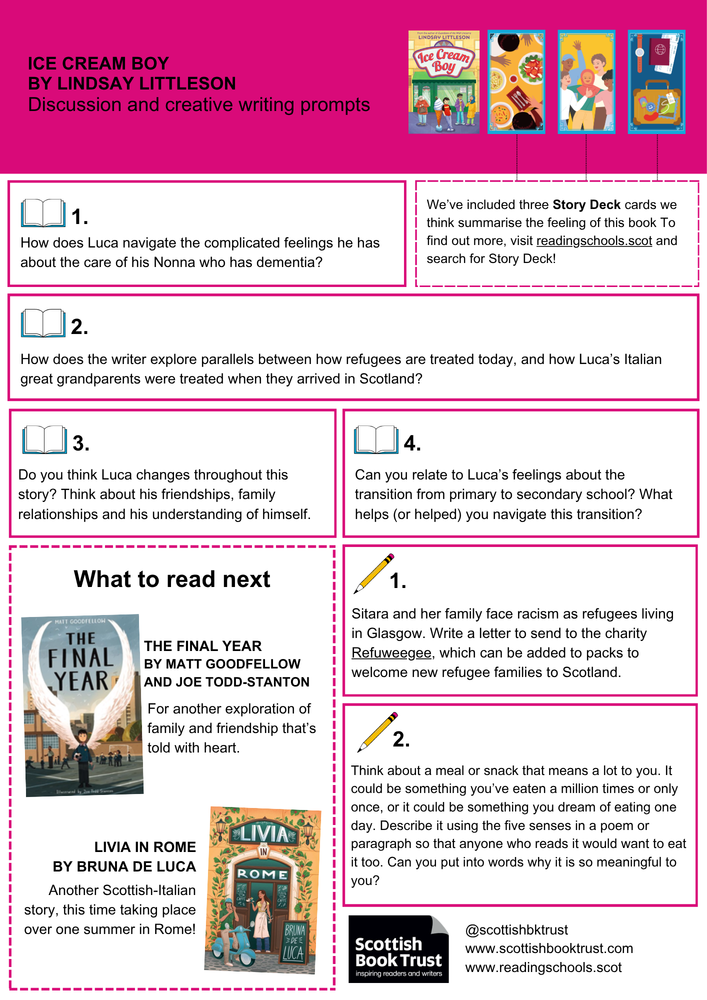 ICE CREAM BOY
BY LINDSAY LITTLESON
Discussion and creative writing prompts
From the author of Guardians of the Wild Unicorns
LINDSAY LITTLESON
Ice Cream
Boy
1.
How does Luca navigate the complicated feelings he has
about the care of his Nonna who has dementia?
We’ve included three Story Deck cards we
think summarise the feeling of this book To
find out more, visit readingschools.scot and
search for Story Deck!
2.
How does the writer explore parallels between how refugees are treated today, and how Luca’s Italian
great grandparents were treated when they arrived in Scotland?
3.
Do you think Luca changes throughout this
story? Think about his friendships, family
relationships and his understanding of himself.
4.
Can you relate to Luca’s feelings about the
transition from primary to secondary school? What
helps (or helped) you navigate this transition?
What to read next
MATT GOODFELLOW
THE
FINAL
YEAR
Illustrated by Joe Todd-Stanton
THE FINAL YEAR
BY MATT GOODFELLOW
AND JOE TODD-STANTON
For another exploration of
family and friendship that’s
told with heart.
LIVIA IN ROME
BY BRUNA DE LUCA
Another Scottish-Italian
story, this time taking place
over one summer in Rome!
LIVIA
IN
ROME
CAFFÈ
CAFFÈ
BRUNA
DE
LUCA
1.
Sitara and her family face racism as refugees living
in Glasgow. Write a letter to send to the charity
Refuweegee, which can be added to packs to
welcome new refugee families to Scotland.
2.
Think about a meal or snack that means a lot to you. It
could be something you’ve eaten a million times or only
once, or it could be something you dream of eating one
day. Describe it using the five senses in a poem or
paragraph so that anyone who reads it would want to eat
it too. Can you put into words why it is so meaningful to
you?
Scottish
Book Trust
inspiring readers and writers
@scottishbktrust
www.scottishbooktrust.com
www.readingschools.scot